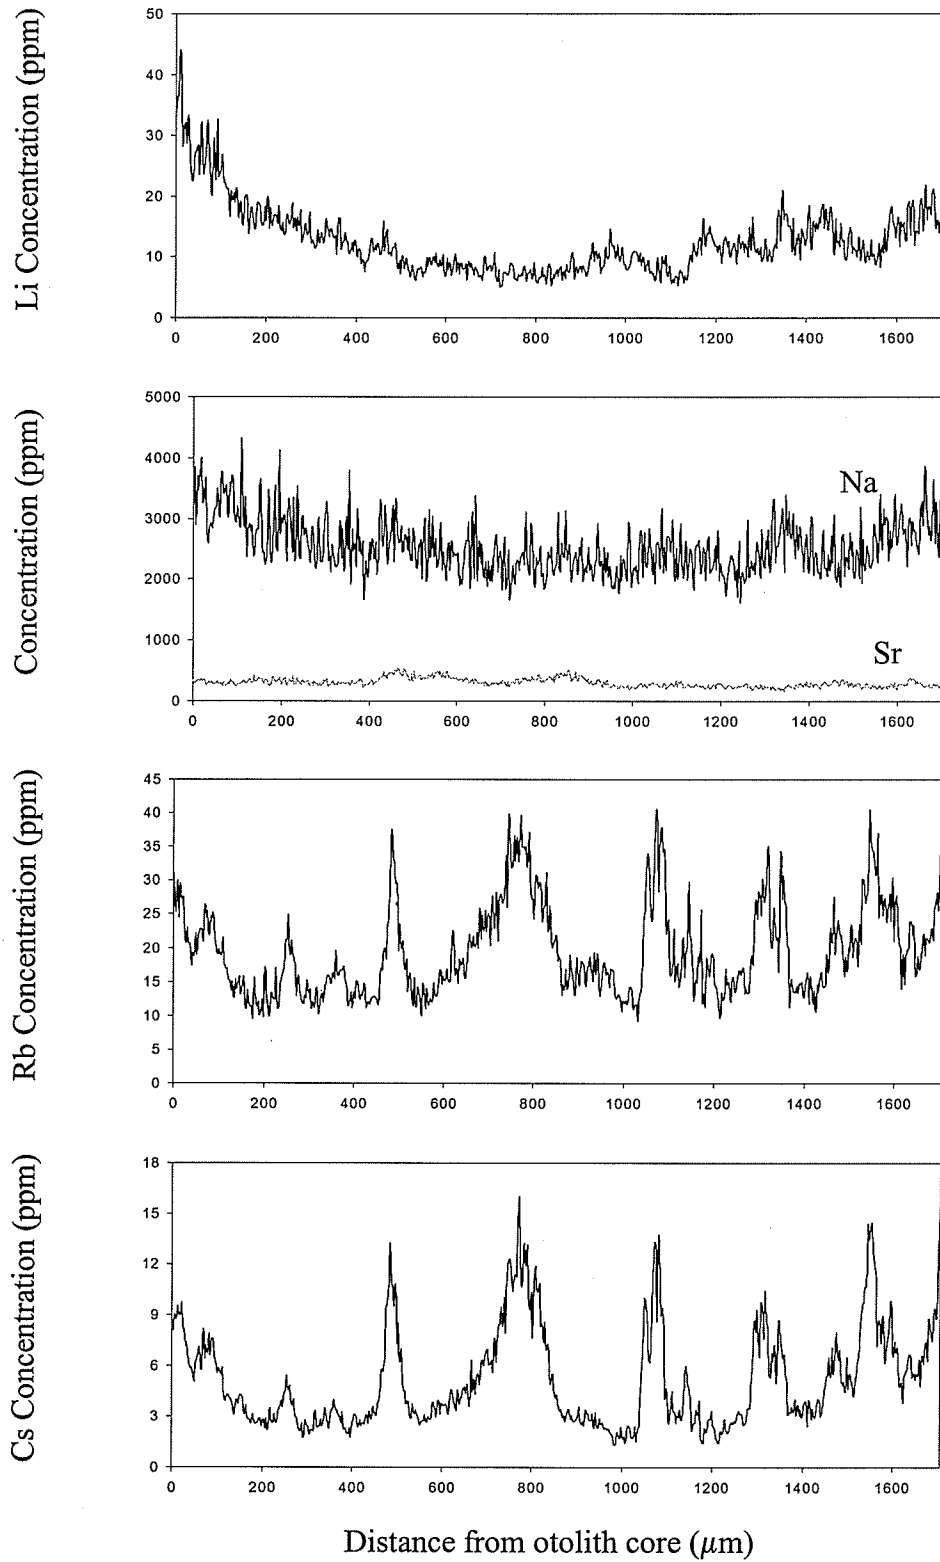 Li Concentration (ppm)
50
40
30
20
10
0
0 200 400 600 800 1000 1200 1400 1600
Concentration (ppm)
5000
4000
3000
2000
1000
0
Na
Sr
0 200 400 600 800 1000 1200 1400 1600
Rb Concentration (ppm)
45
40
35
30
25
20
15
10
5
0
0 200 400 600 800 1000 1200 1400 1600
Cs Concentration (ppm)
18
15
12
9
6
3
0
0 200 400 600 800 1000 1200 1400 1600
Distance from otolith core (μm)